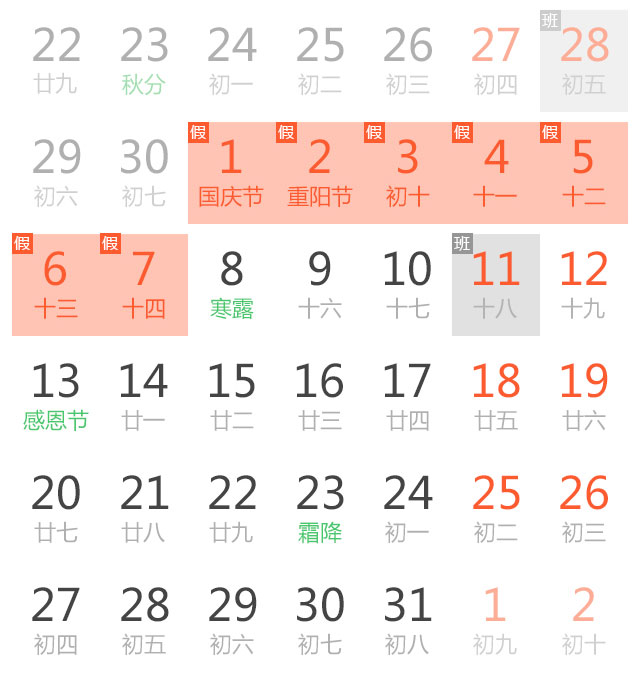 22 23 24 25 26 27 班 28
廿九 秋分 初一 初二 初三 初四 初五
29 30 假 1 假 2 假 3 假 4 假 5
初六 初七 国庆节 重阳节 初十 十一 十二
假 6 假 7 8 9 10 班 11 12
十三 十四 寒露 十六 十七 十八 十九
13 14 15 16 17 18 19
感恩节 廿一 廿二 廿三 廿四 廿五 廿六
20 21 22 23 24 25 26
廿七 廿八 廿九 霜降 初一 初二 初三
27 28 29 30 31 1 2
初四 初五 初六 初七 初八 初九 初十